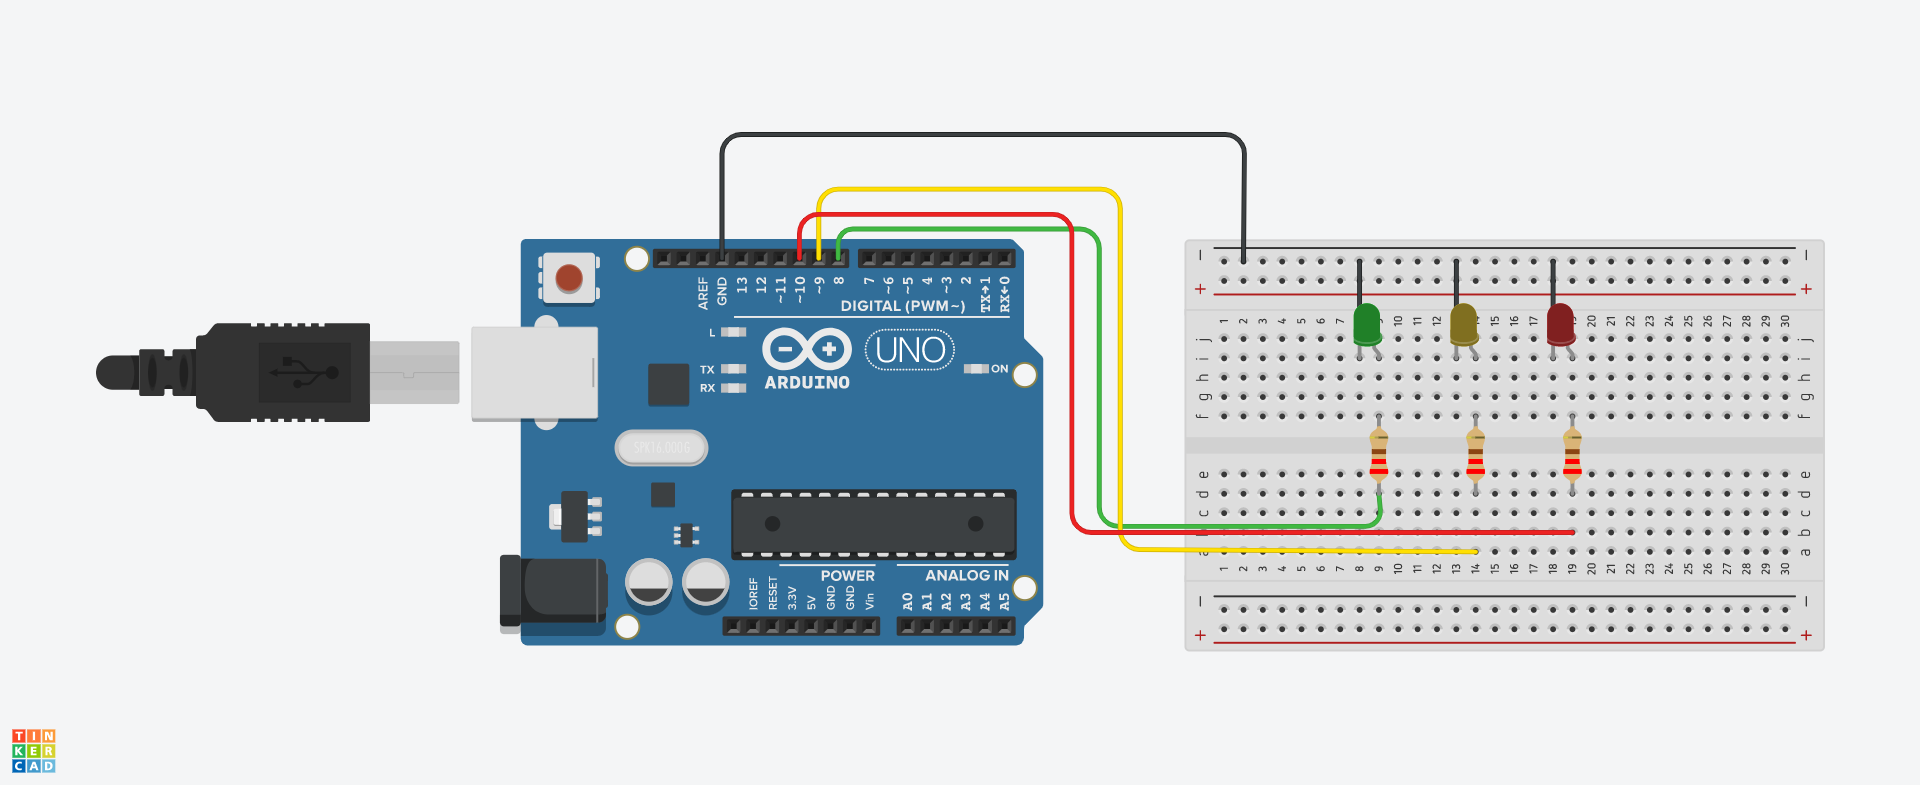 AREF
GND
13
12
~11
~10
~9
8
7
~6
~5
4
~3
2
TX→1
RX←0
DIGITAL (PWM~)
L
TX
RX
ON
UNO
ARDUINO
SPK16.000G
POWER
ANALOG IN
IOREF
RESET
3.3V
5V
GND
GND
Vin
A0
A1
A2
A3
A4
A5
− −
+ +
1 2 3 4 5 6 7 8 9 10 11 12 13 14 15 16 17 18 19 20 21 22 23 24 25 26 27 28 29 30
j j
i i
h h
g g
f f
e e
d d
c c
b b
a a
1 2 3 4 5 6 7 8 9 10 11 12 13 14 15 16 17 18 19 20 21 22 23 24 25 26 27 28 29 30
− −
+ +
TIN
KER
CAD